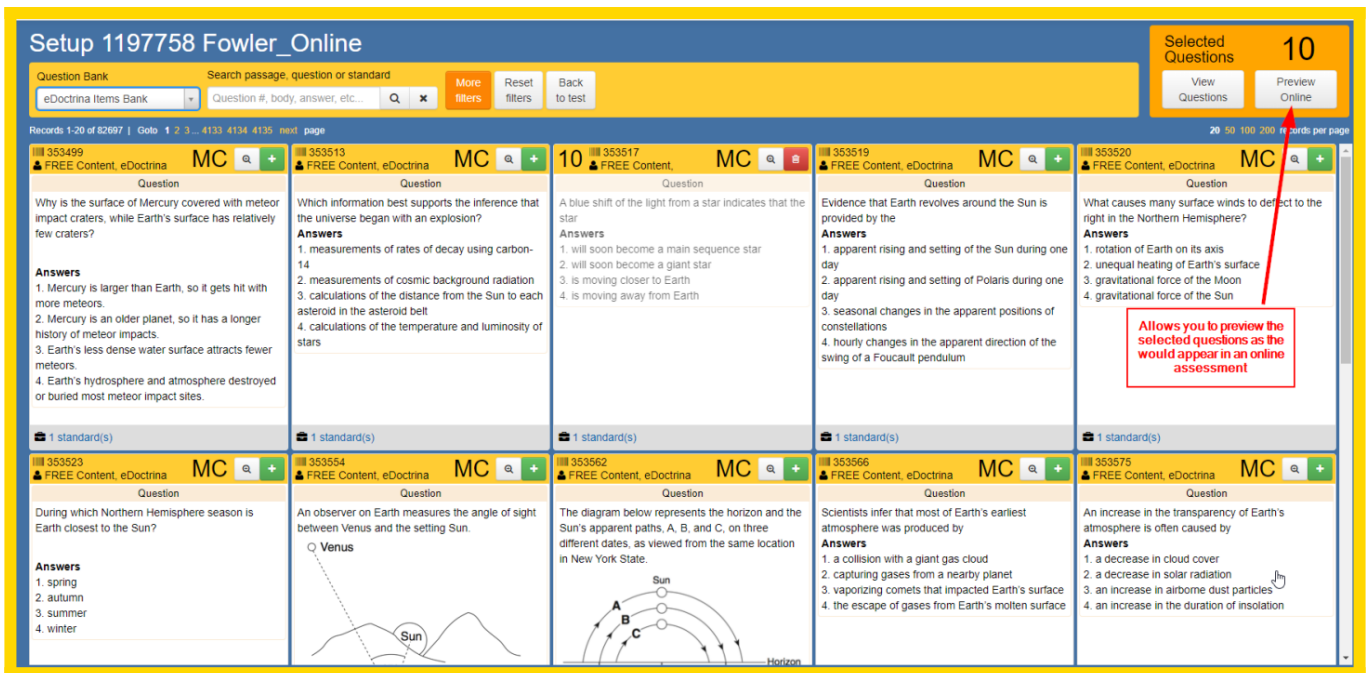 Setup 1197758 Fowler_Online
Selected
Questions
10
View
Questions
Preview
Online
Question Bank
Search passage, question or standard
eDoctrina Items Bank
Question #, body, answer, etc...
More
filters
Reset
filters
Back
to test
Records 1-20 of 82697 | Goto 1 2 3 ... 4133 4134 4135 next page
20 50 100 200 records per page
353499
FREE Content, eDoctrina
MC
Question
Why is the surface of Mercury covered with meteor
impact craters, while Earth's surface has relatively
few craters?
Answers
1. Mercury is larger than Earth, so it gets hit with
more meteors.
2. Mercury is an older planet, so it has a longer
history of meteor impacts.
3. Earth's less dense water surface attracts fewer
meteors.
4. Earth's hydrosphere and atmosphere destroyed
or buried most meteor impact sites.
1 standard(s)
353513
FREE Content, eDoctrina
MC
Question
Which information best supports the inference that
the universe began with an explosion?
Answers
1. measurements of rates of decay using carbon-
14
2. measurements of cosmic background radiation
3. calculations of the distance from the Sun to each
asteroid in the asteroid belt
4. calculations of the temperature and luminosity of
stars
1 standard(s)
10
353517
FREE Content,
MC
Question
A blue shift of the light from a star indicates that the
star
Answers
1. will soon become a main sequence star
2. will soon become a giant star
3. is moving closer to Earth
4. is moving away from Earth
1 standard(s)
353519
FREE Content, eDoctrina
MC
Question
Evidence that Earth revolves around the Sun is
provided by the
Answers
1. apparent rising and setting of the Sun during one
day
2. apparent rising and setting of Polaris during one
day
3. seasonal changes in the apparent positions of
constellations
4. hourly changes in the apparent direction of the
swing of a Foucault pendulum
1 standard(s)
353520
FREE Content, eDoctrina
MC
Question
What causes many surface winds to deflect to the
right in the Northern Hemisphere?
Answers
1. rotation of Earth on its axis
2. unequal heating of Earth's surface
3. gravitational force of the Moon
4. gravitational force of the Sun
Allows you to preview the
selected questions as the
would appear in an online
assessment
1 standard(s)
353523
FREE Content, eDoctrina
MC
Question
During which Northern Hemisphere season is
Earth closest to the Sun?
Answers
1. spring
2. autumn
3. summer
4. winter
353554
FREE Content, eDoctrina
MC
Question
An observer on Earth measures the angle of sight
between Venus and the setting Sun.
Venus
Sun
353562
FREE Content, eDoctrina
MC
Question
The diagram below represents the horizon and the
Sun's apparent paths, A, B, and C, on three
different dates, as viewed from the same location
in New York State.
Sun
A
B
C
Horizon
353566
FREE Content, eDoctrina
MC
Question
Scientists infer that most of Earth's earliest
atmosphere was produced by
Answers
1. a collision with a giant gas cloud
2. capturing gases from a nearby planet
3. vaporizing comets that impacted Earth's surface
4. the escape of gases from Earth's molten surface
353575
FREE Content, eDoctrina
MC
Question
An increase in the transparency of Earth's
atmosphere is often caused by
Answers
1. a decrease in cloud cover
2. a decrease in solar radiation
3. an increase in airborne dust particles
4. an increase in the duration of insolation